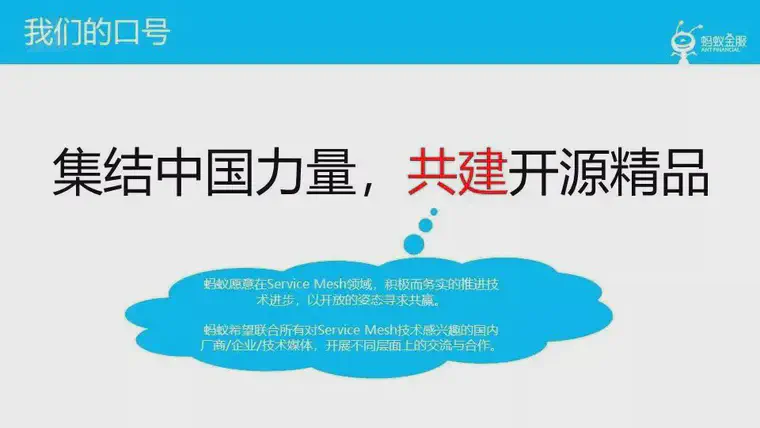 我们的口号
蚂蚁金服
ANT FINANCIAL
集结中国力量，共建开源精品
蚂蚁愿意在Service Mesh领域，积极而务实的推进技
术进步，以开放的姿态寻求共赢。
蚂蚁希望联合所有对Service Mesh技术感兴趣的国内
厂商/企业/技术媒体，开展不同层面上的交流与合作。